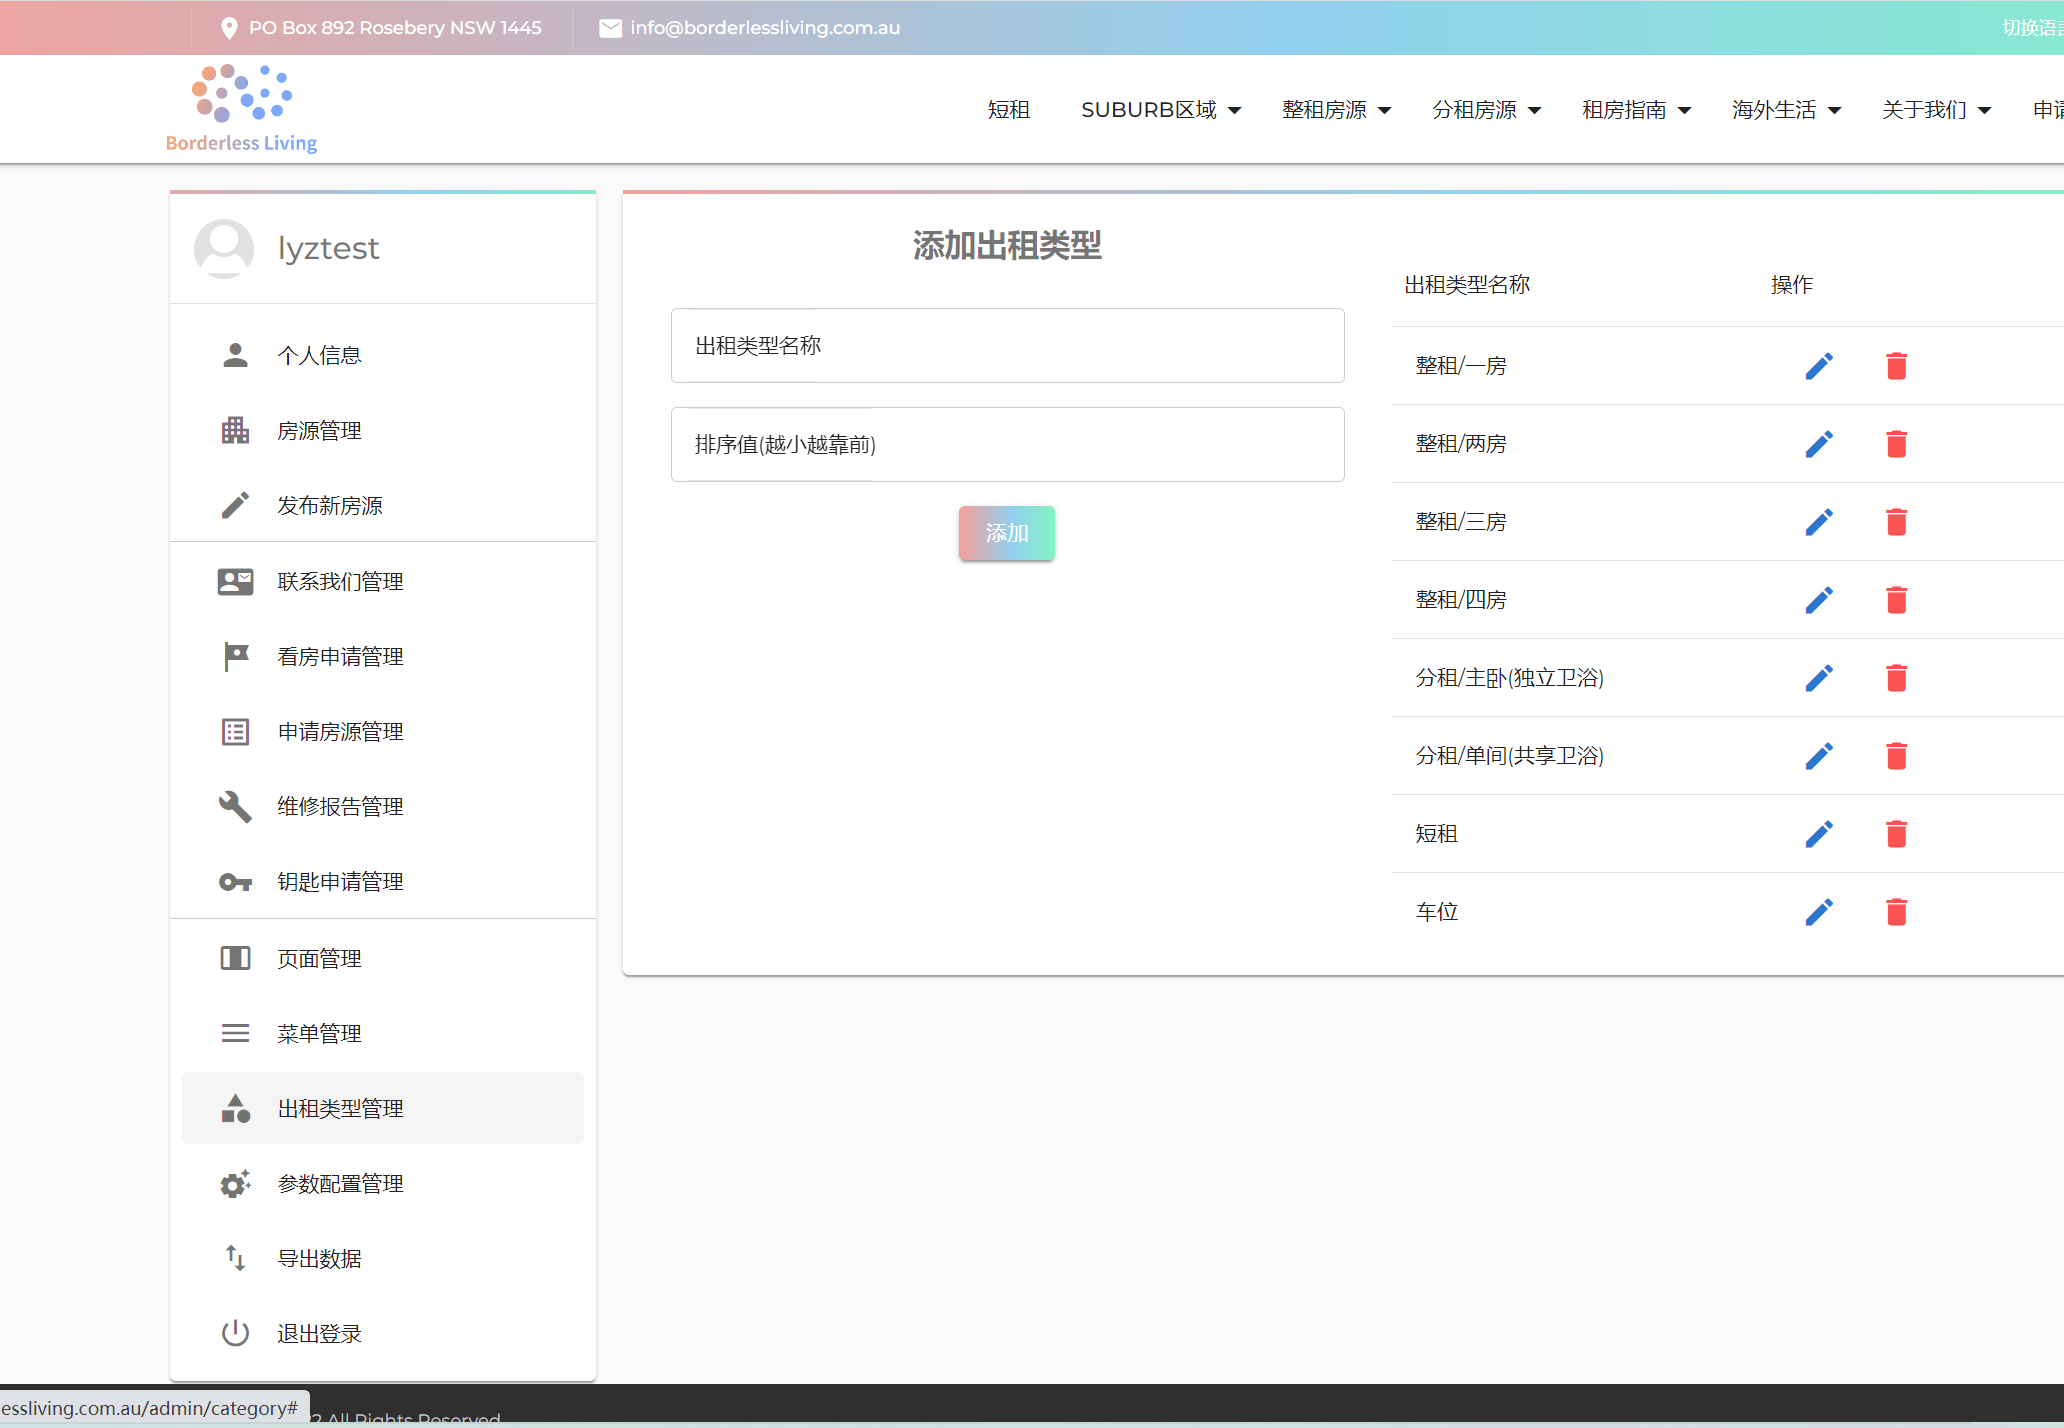 PO Box 892 Rosebery NSW 1445
info@borderlessliving.com.au
切换语言
Borderless Living
短租
SUBURB区域
整租房源
分租房源
租房指南
海外生活
关于我们
申请
lyztest
个人信息
房源管理
发布新房源
联系我们管理
看房申请管理
申请房源管理
维修报告管理
钥匙申请管理
页面管理
菜单管理
出租类型管理
参数配置管理
导出数据
退出登录
添加出租类型
出租类型名称
排序值(越小越靠前)
添加
出租类型名称 操作
整租/一房
整租/两房
整租/三房
整租/四房
分租/主卧(独立卫浴)
分租/单间(共享卫浴)
短租
车位
essliving.com.au/admin/category#
2 All Rights Reserved